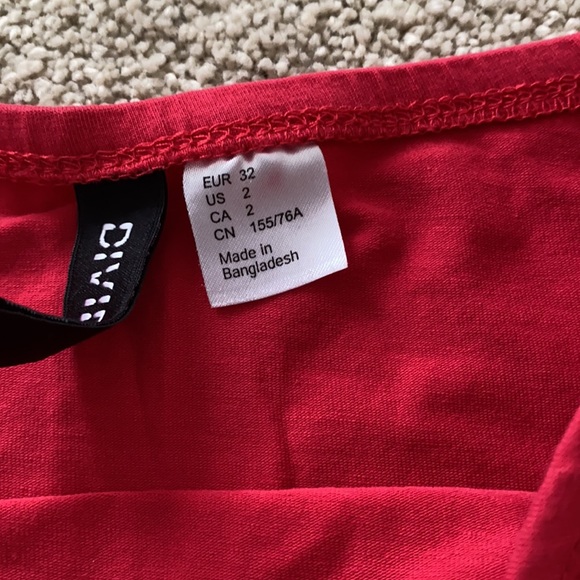 EUR 32
US 2
CA 2
CN 155/76A
Made in
Bangladesh